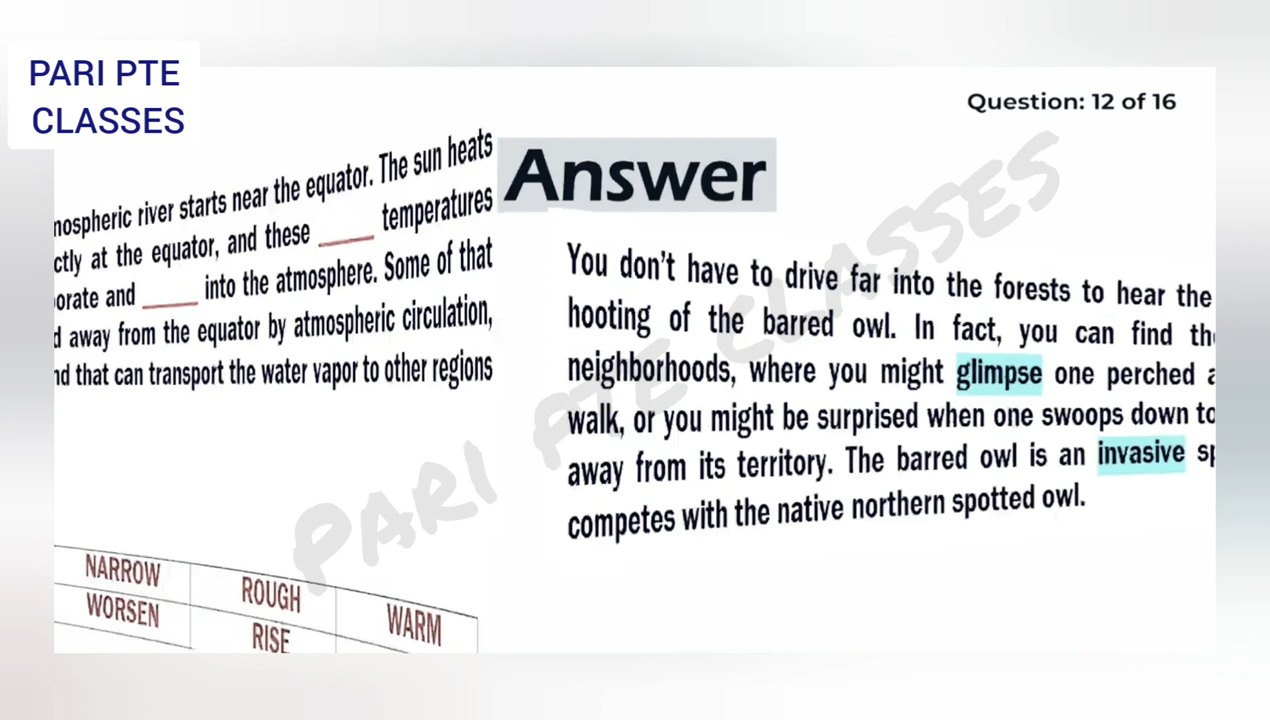 PARI PTE
CLASSES
Question: 12 of 16
river starts near the equator. The sun heats
at the equator, and these _____ temperatures
and _____ into the atmosphere. Some of that
away from the equator by atmospheric circulation,
that can transport the water vapor to other regions
NARROW ROUGH WARM
WORSEN RISE
Answer
You don't have to drive far into the forests to hear the
hooting of the barred owl. In fact, you can find
neighborhoods, where you might glimpse one perched
walk, or you might be surprised when one swoops down to
away from its territory. The barred owl is an invasive
competes with the native northern spotted owl.
PARI PTE CLASSES